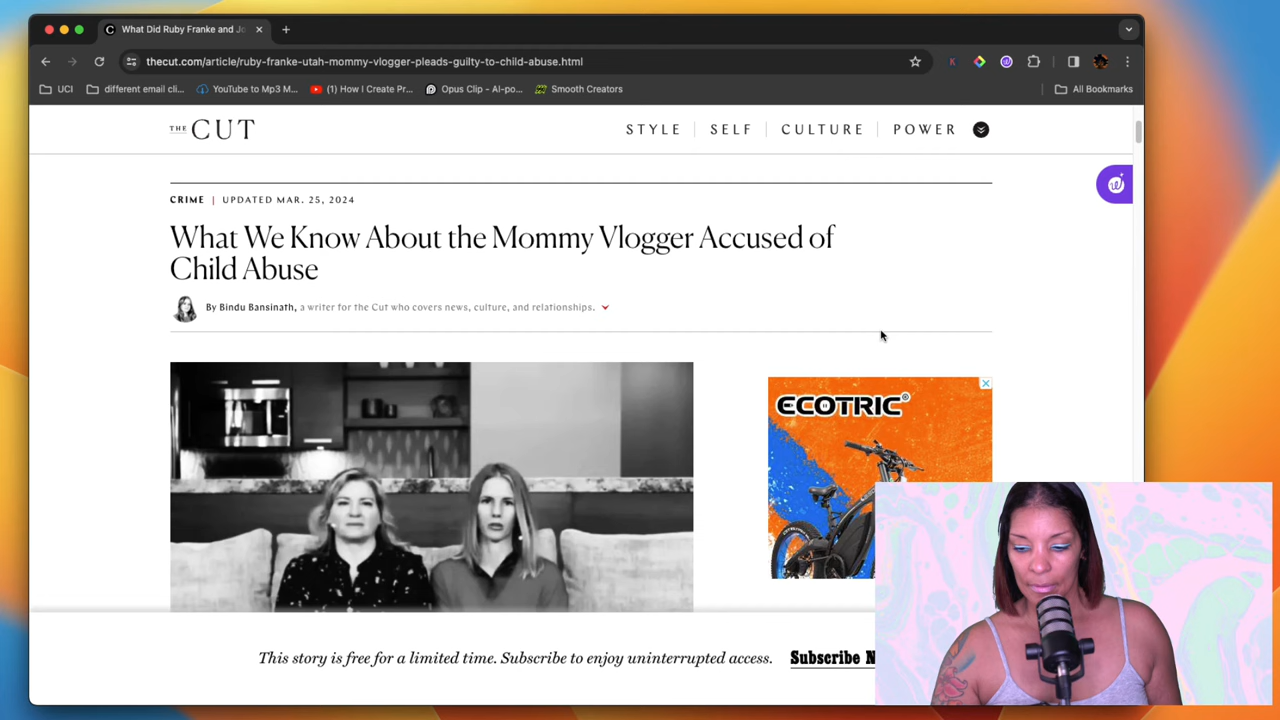 What Did Ruby Franke and Jo
thecut.com/article/ruby-franke-utah-mommy-vlogger-pleads-guilty-to-child-abuse.html
UCI different email cli... YouTube to Mp3 M... (1) How I Create Pr... Opus Clip - AI-po... Smooth Creators All Bookmarks
THE CUT STYLE SELF CULTURE POWER
CRIME | UPDATED MAR. 25, 2024
What We Know About the Mommy Vlogger Accused of
Child Abuse
By Bindu Bansinath, a writer for the Cut who covers news, culture, and relationships.
ECOTRIC®
This story is free for a limited time. Subscribe to enjoy uninterrupted access. Subscribe N